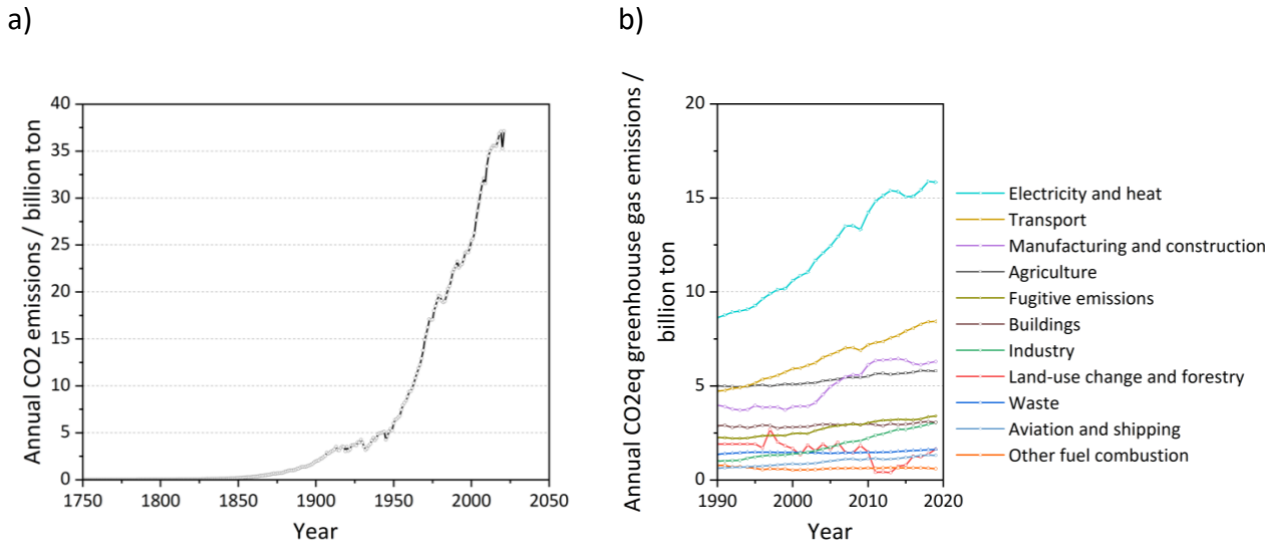 a)
Annual CO2 emissions / billion ton
40
35
30
25
20
15
10
5
0
1750
1800
1850
1900
1950
2000
2050
Year
b)
Annual CO2eq greenhouuse gas emissions /
billion ton
20
15
10
5
0
1990
2000
2010
2020
Year
Electricity and heat
Transport
Manufacturing and construction
Agriculture
Fugitive emissions
Buildings
Industry
Land-use change and forestry
Waste
Aviation and shipping
Other fuel combustion